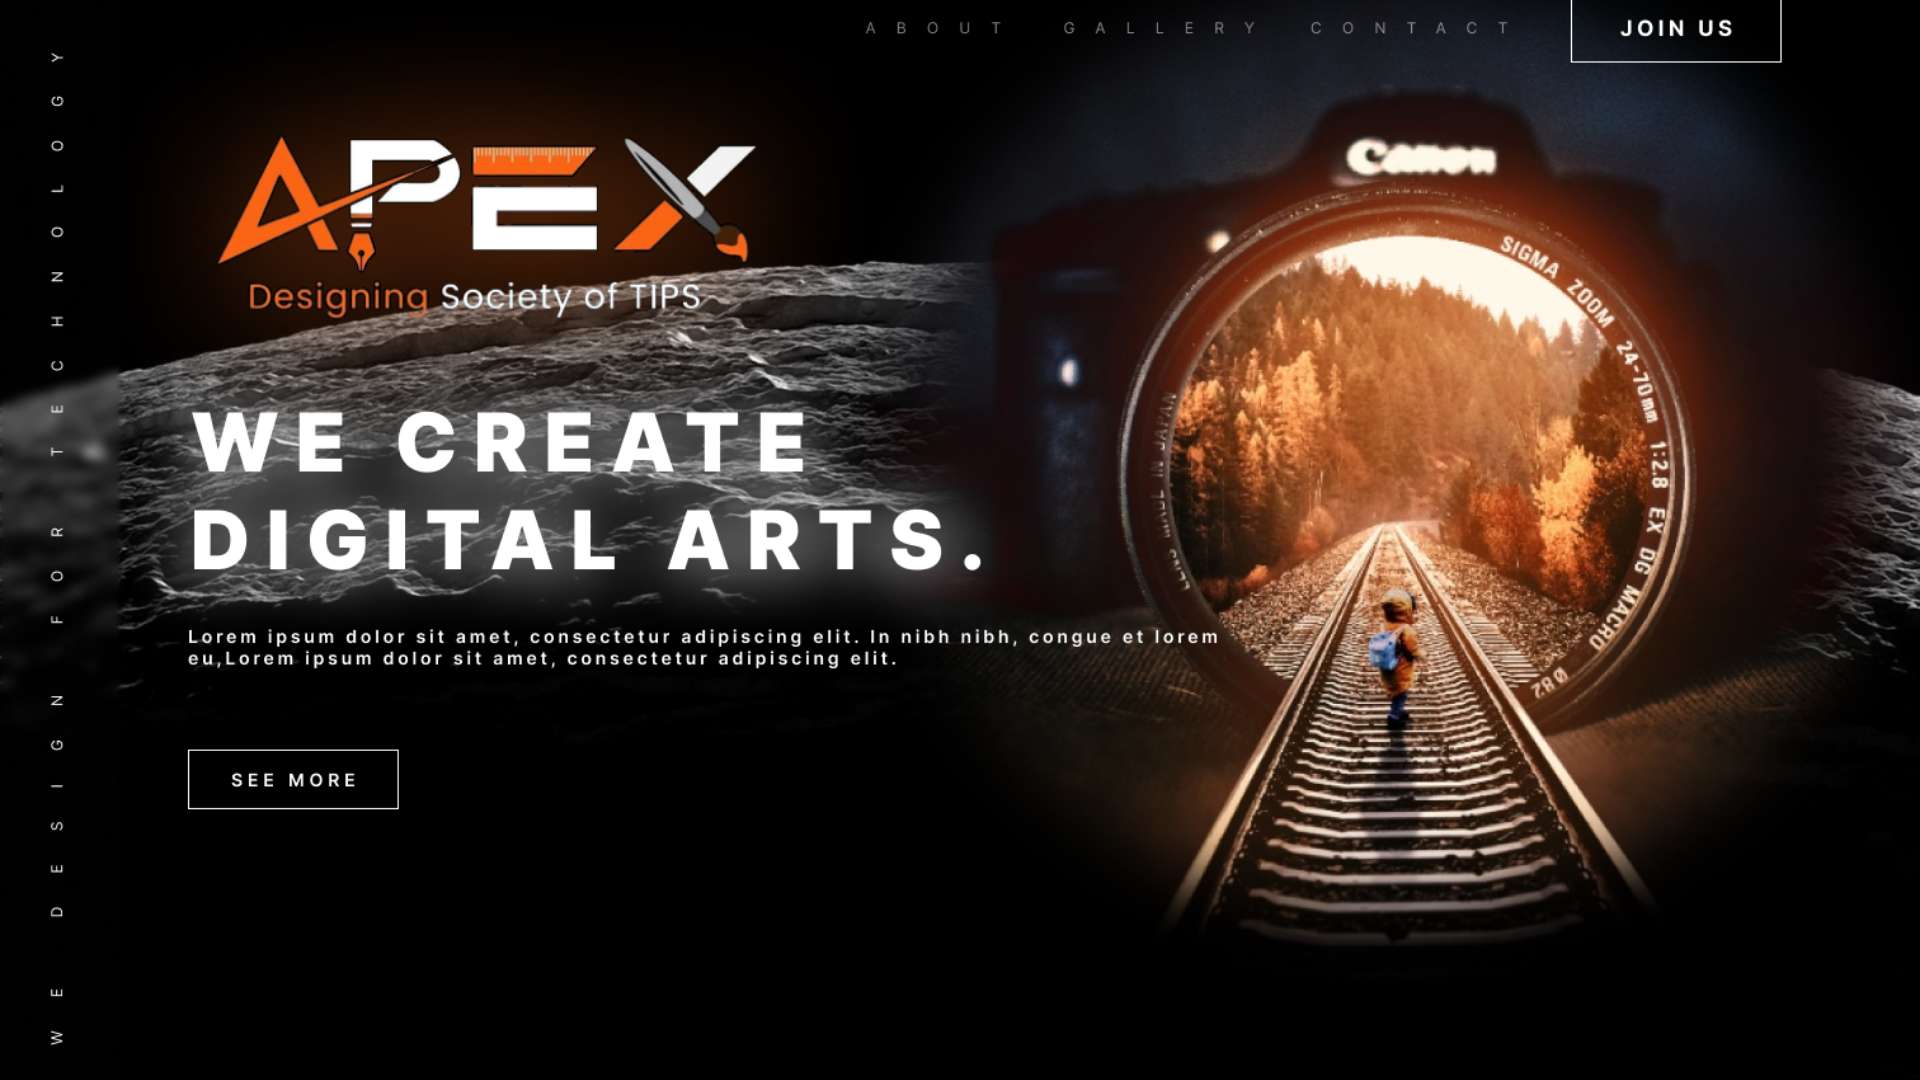 ABOUT GALLERY CONTACT JOIN US
WE DESIGN FOR TECHNOLOGY
APEX
Designing Society of TIPS
Canon
SIGMA ZOOM 24-70mm 1:2.8 EX DG MACRO Ø82
WE CREATE
DIGITAL ARTS.
Lorem ipsum dolor sit amet, consectetur adipiscing elit. In nibh nibh, congue et lorem
eu,Lorem ipsum dolor sit amet, consectetur adipiscing elit.
SEE MORE